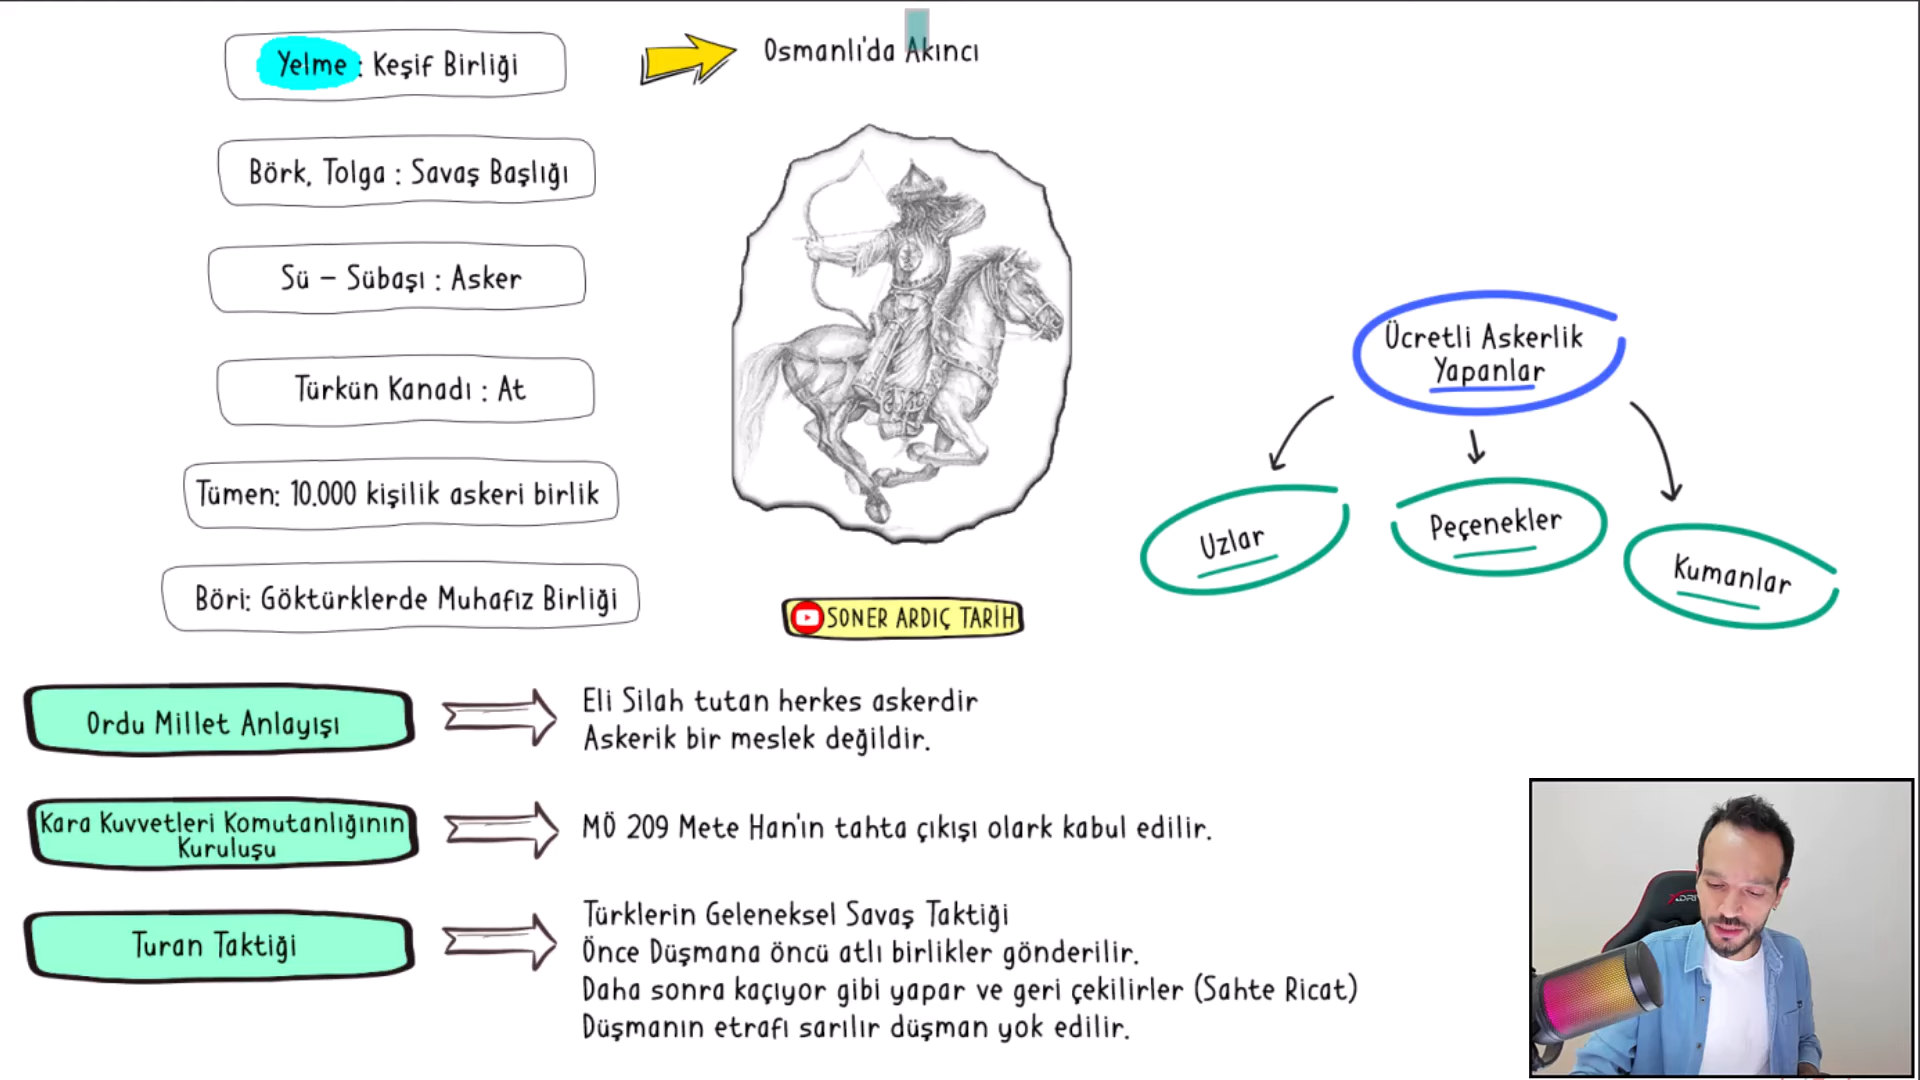 Yelme : Keşif Birliği
Osmanlı'da Akıncı
Börk, Tolga : Savaş Başlığı
Sü – Sübaşı : Asker
Türkün Kanadı : At
Tümen: 10.000 kişilik askeri birlik
Böri: Göktürklerde Muhafız Birliği
SONER ARDIÇ TARİH
Ücretli Askerlik
Yapanlar
Uzlar
Peçenekler
Kumanlar
Ordu Millet Anlayışı
Eli Silah tutan herkes askerdir
Askerik bir meslek değildir.
Kara Kuvvetleri Komutanlığının
Kuruluşu
MÖ 209 Mete Han'ın tahta çıkışı olark kabul edilir.
Turan Taktiği
Türklerin Geleneksel Savaş Taktiği
Önce Düşmana öncü atlı birlikler gönderilir.
Daha sonra kaçıyor gibi yapar ve geri çekilirler (Sahte Ricat)
Düşmanın etrafı sarılır düşman yok edilir.